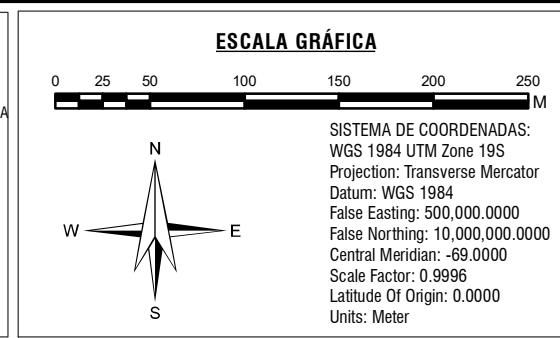 ESCALA GRÁFICA
0 25 50 100 150 200 250
M
A
N
W E
S
SISTEMA DE COORDENADAS:
WGS 1984 UTM Zone 19S
Projection: Transverse Mercator
Datum: WGS 1984
False Easting: 500,000.0000
False Northing: 10,000,000.0000
Central Meridian: -69.0000
Scale Factor: 0.9996
Latitude Of Origin: 0.0000
Units: Meter